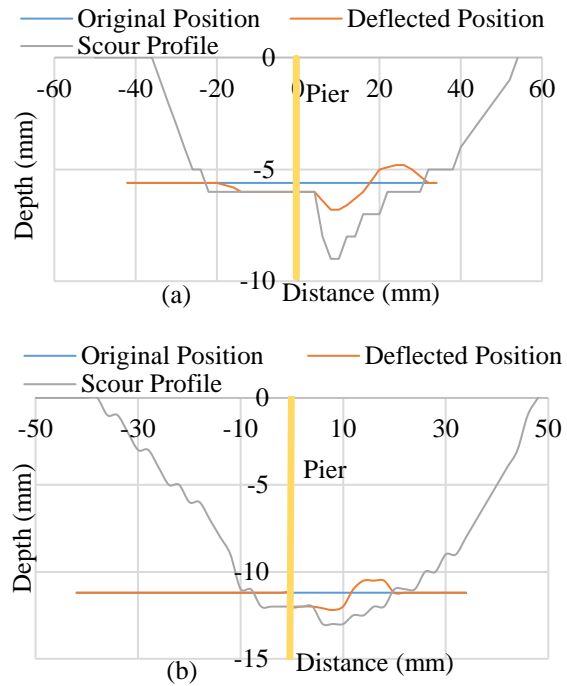 Original Position Deflected Position
Scour Profile
0
-60 -40 -20 0 20 40 60
Pier
-5
-10
Depth (mm)
(a) Distance (mm)
Original Position Deflected Position
Scour Profile
0
-50 -30 -10 10 30 50
Pier
-5
-10
-15
Depth (mm)
(b) Distance (mm)